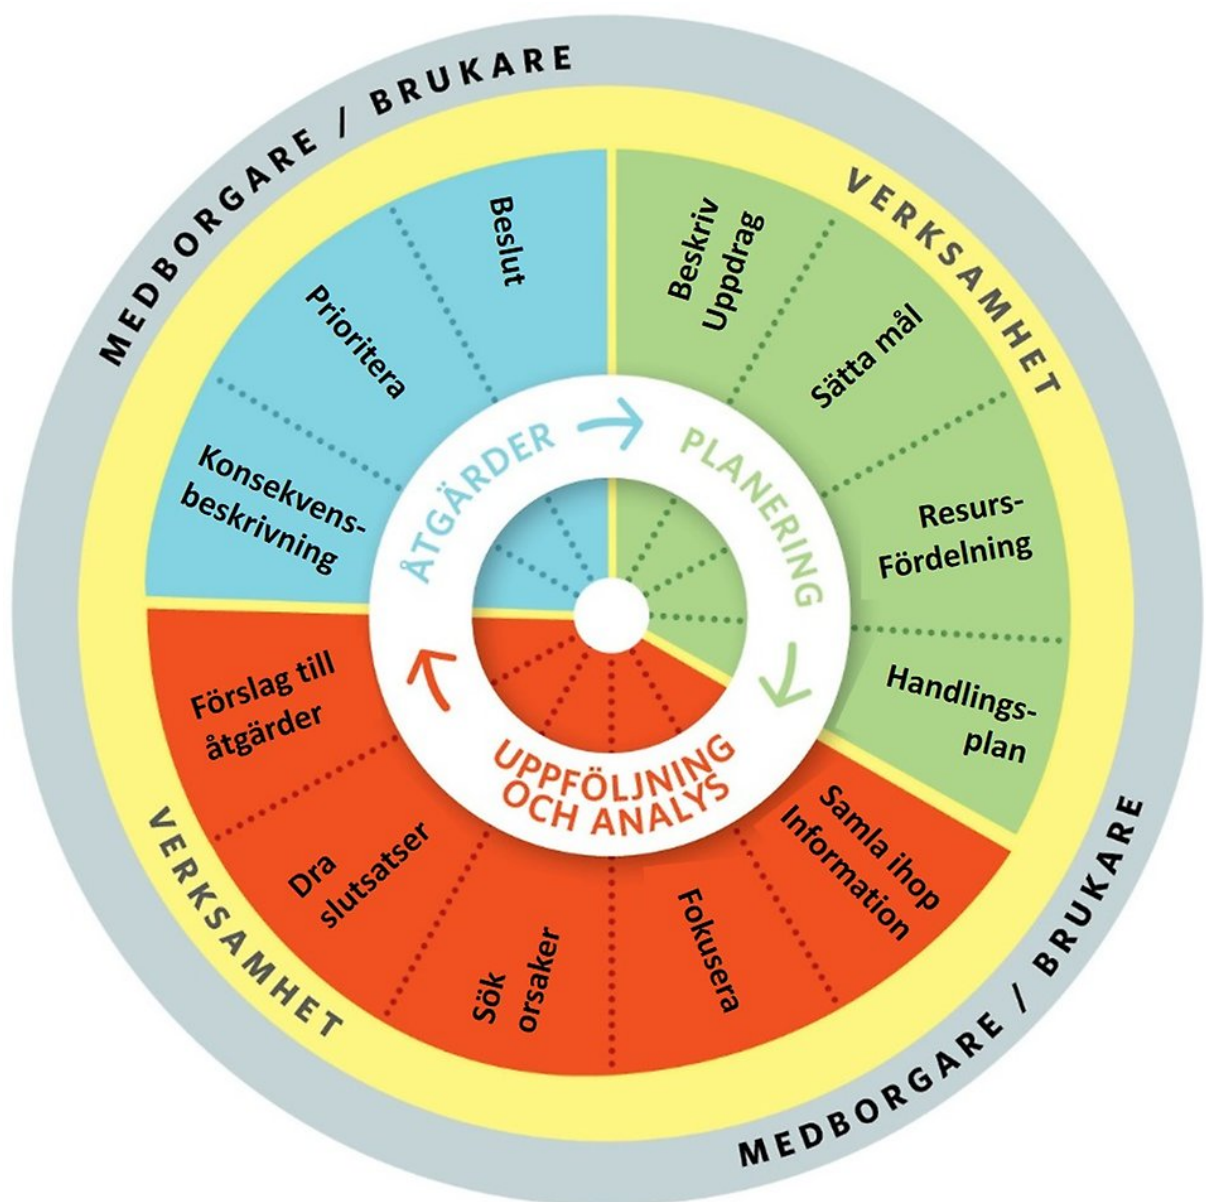 MEDBORGARE / BRUKARE
VERKSAMHET
Beskriv
Uppdrag
Sätta mål
Resurs-
Fördelning
Handlings-
plan
Samla ihop
Information
Fokusera
Sök
orsaker
Dra
slutsatser
Förslag till
åtgärder
Konsekvens-
beskrivning
Prioritera
Beslut
ÅTGÄRDER
PLANERING
UPPFÖLJNING
OCH ANALYS
VERKSAMHET
MEDBORGARE / BRUKARE